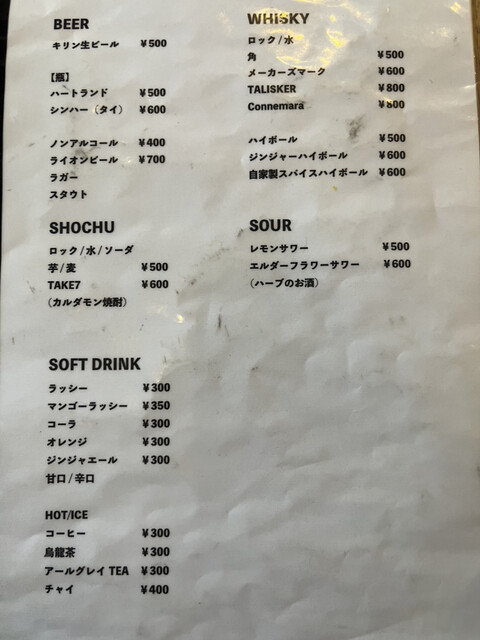 BEER
キリン生ビール ¥500
【瓶】
ハートランド ¥500
シンハー（タイ） ¥600
ノンアルコール ¥400
ライオンビール ¥700
ラガー
スタウト
SHOCHU
ロック/水/ソーダ
芋/麦 ¥500
TAKE7 ¥600
（カルダモン焼酎）
SOFT DRINK
ラッシー ¥300
マンゴーラッシー ¥350
コーラ ¥300
オレンジ ¥300
ジンジャエール ¥300
甘口/辛口
HOT/ICE
コーヒー ¥300
烏龍茶 ¥300
アールグレイ TEA ¥300
チャイ ¥400
WHISKY
ロック/水
角 ¥500
メーカーズマーク ¥600
TALISKER ¥800
Connemara ¥800
ハイボール ¥500
ジンジャーハイボール ¥600
自家製スパイスハイボール ¥600
SOUR
レモンサワー ¥500
エルダーフラワーサワー ¥600
（ハーブのお酒）